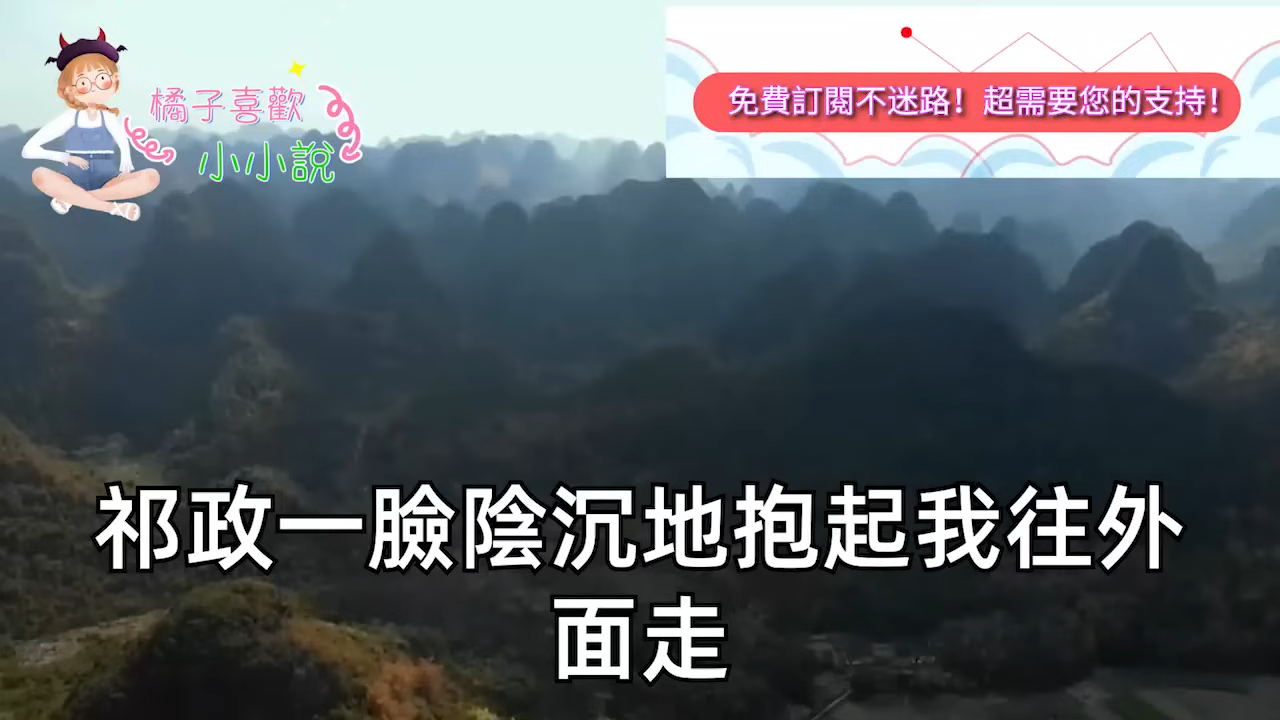 橘子喜歡
小小說
免費訂閱不迷路！超需要您的支持！
祁政一臉陰沉地抱起我往外
面走